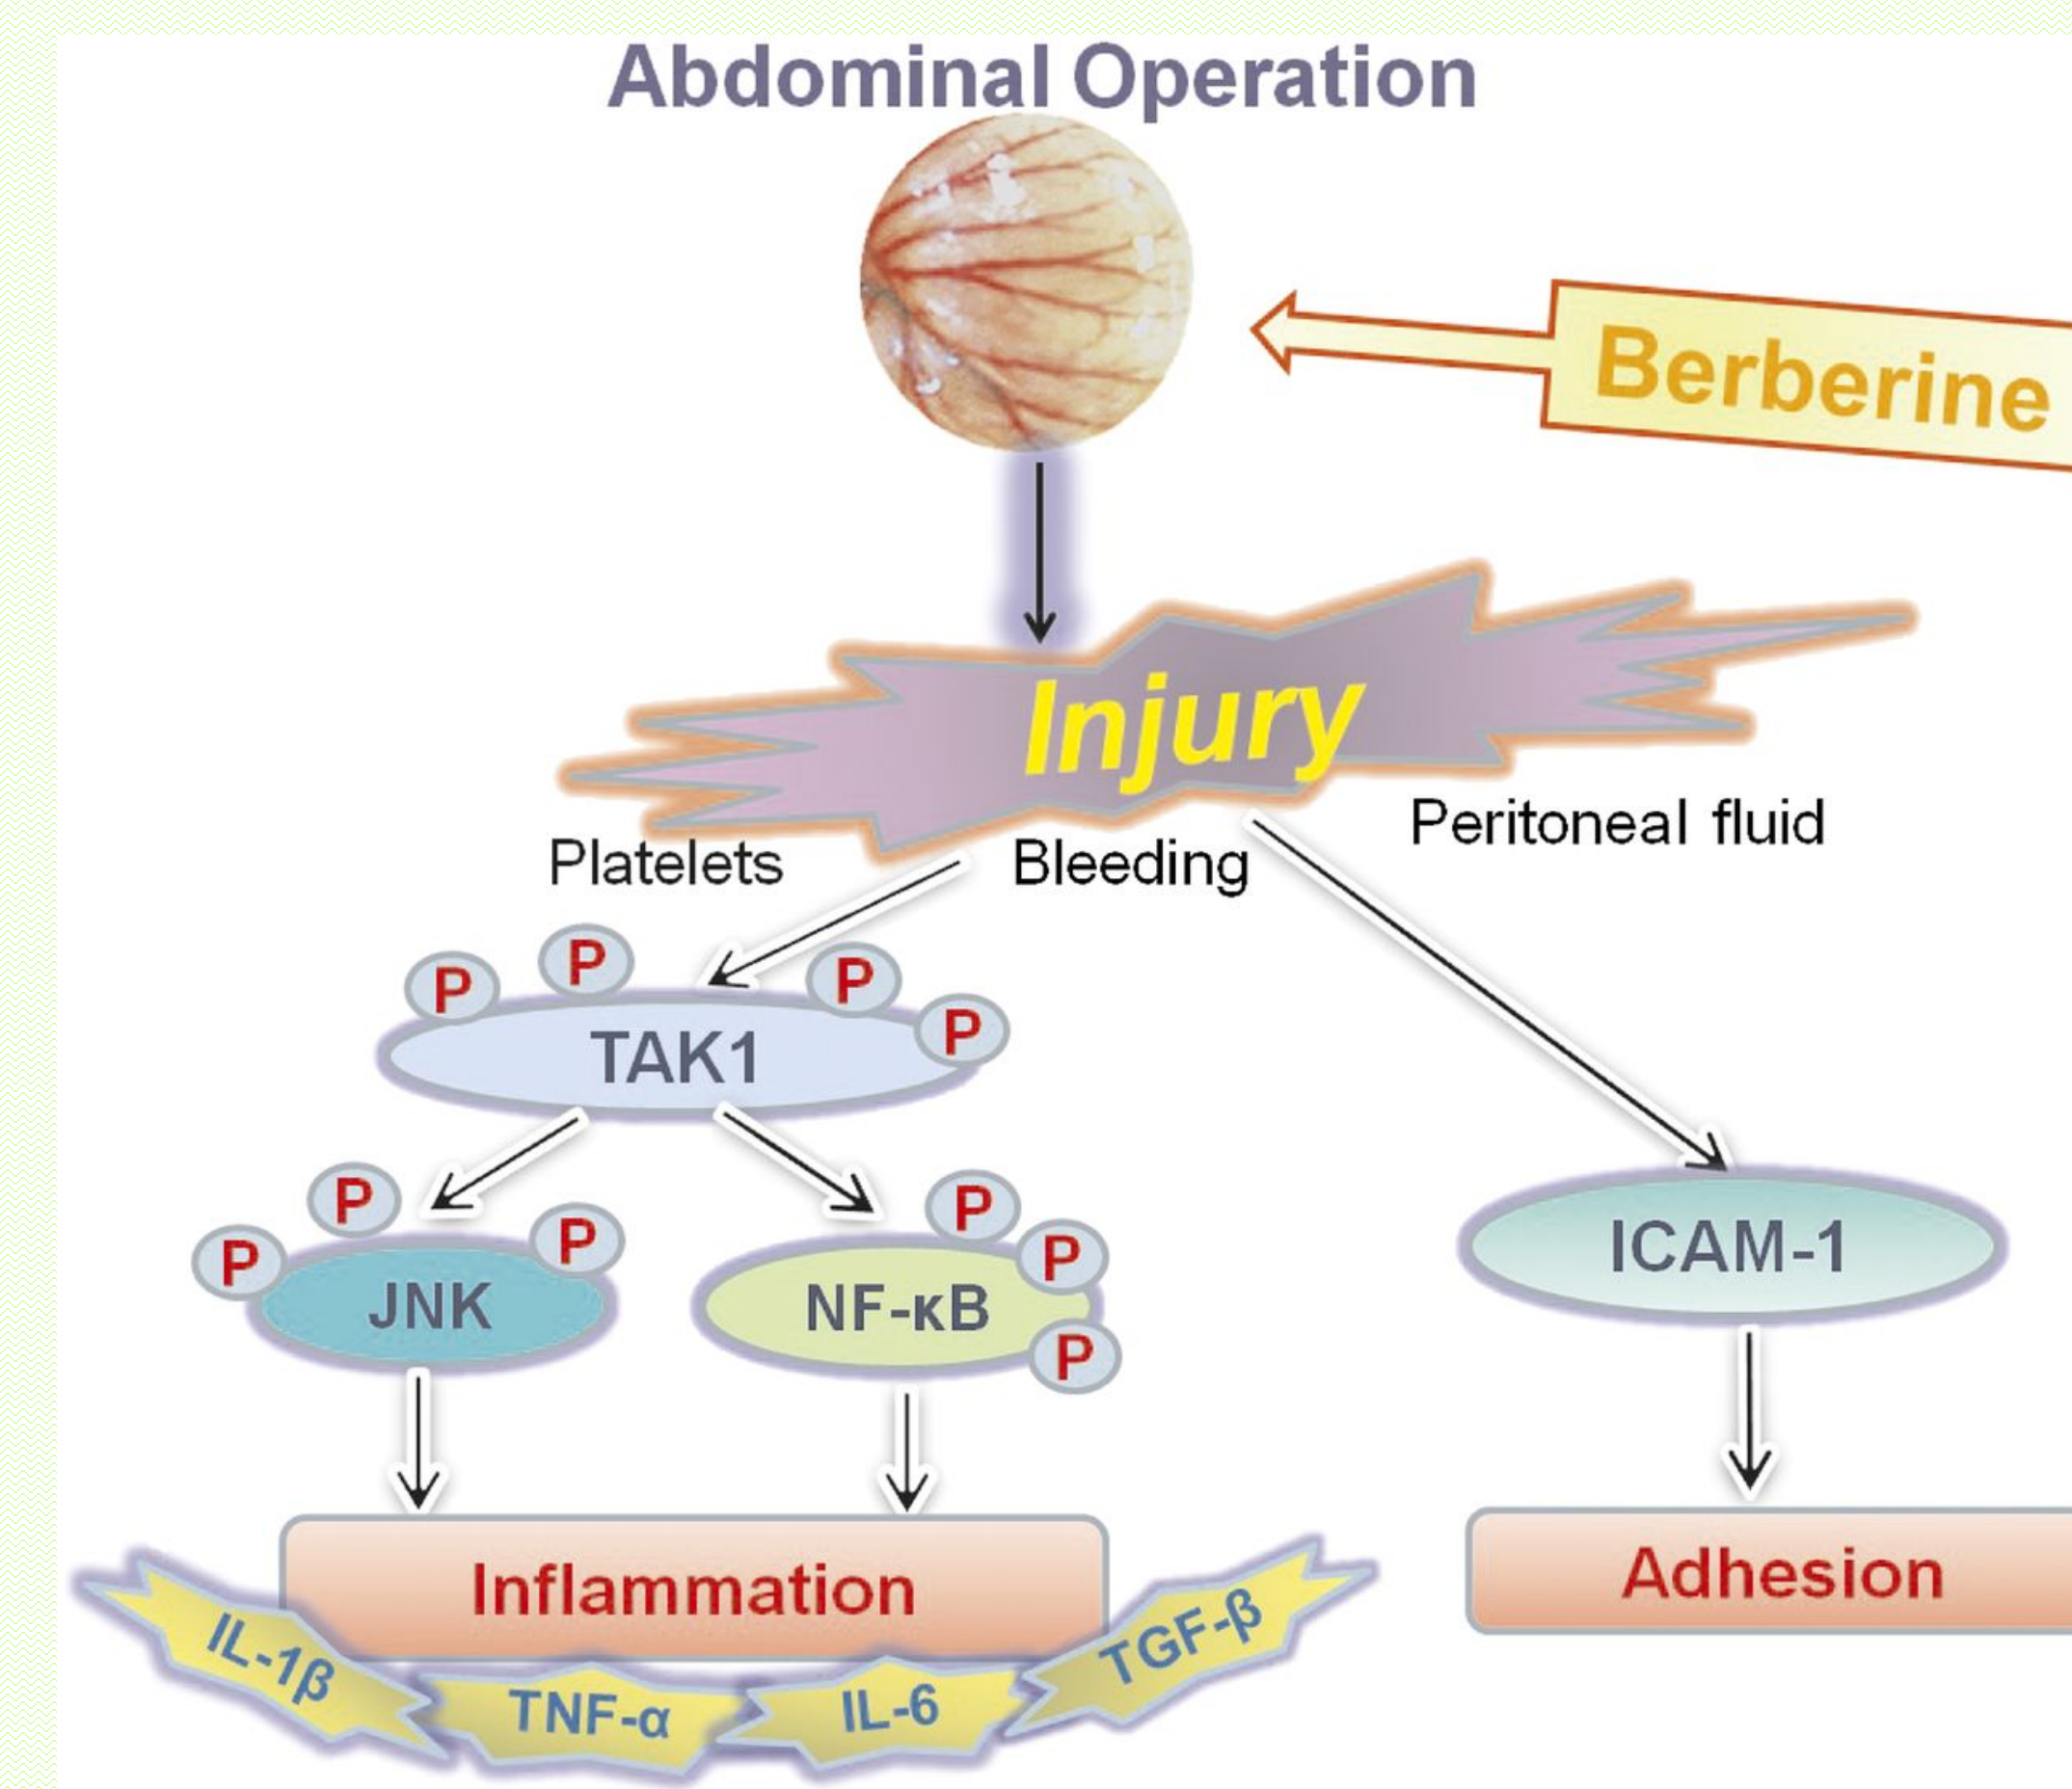 Abdominal Operation
Berberine
Injury
Peritoneal fluid
Platelets
Bleeding
P
P
P
P
TAK1
P
P
P
JNK
P
P
P
NF-κB
ICAM-1
Inflammation
Adhesion
IL-1β
TNF-α
IL-6
TGF-β